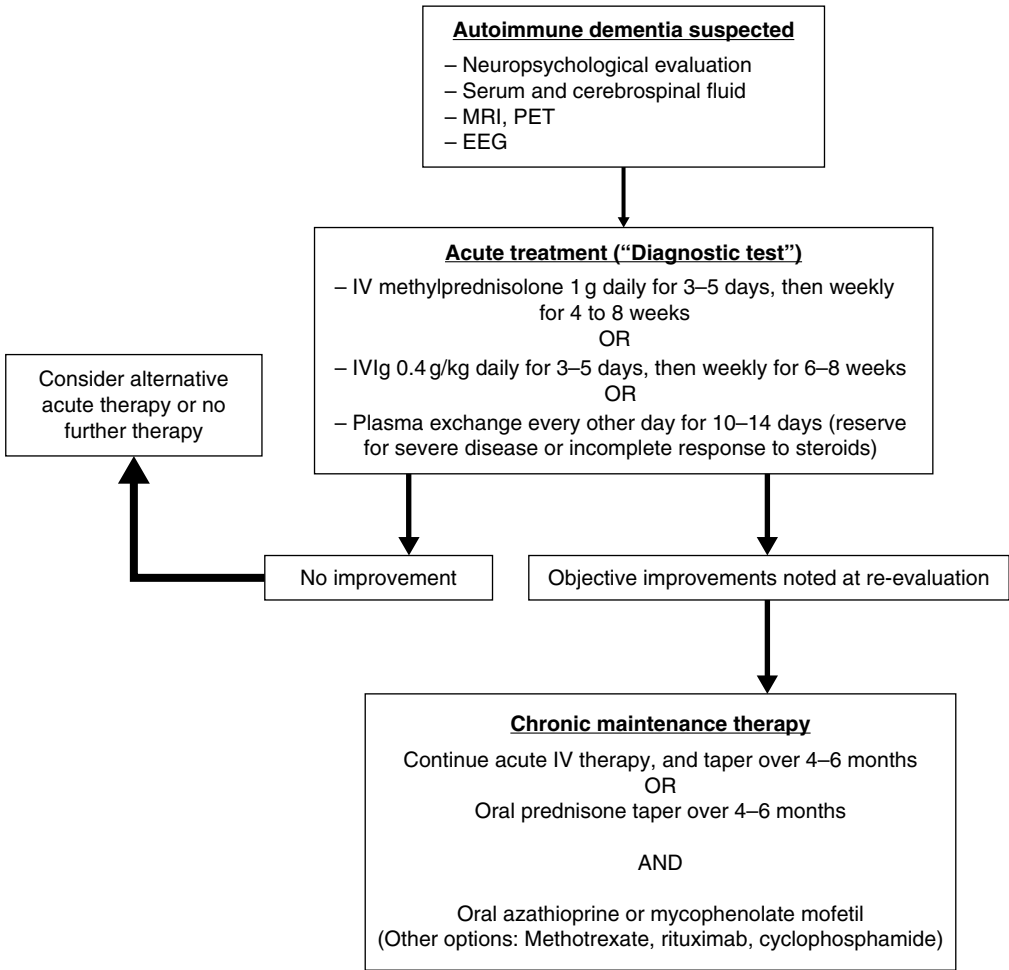 Autoimmune dementia suspected
– Neuropsychological evaluation
– Serum and cerebrospinal fluid
– MRI, PET
– EEG
Acute treatment (“Diagnostic test”)
– IV methylprednisolone 1 g daily for 3–5 days, then weekly
for 4 to 8 weeks
OR
– IVIg 0.4 g/kg daily for 3–5 days, then weekly for 6–8 weeks
OR
– Plasma exchange every other day for 10–14 days (reserve
for severe disease or incomplete response to steroids)
Consider alternative
acute therapy or no
further therapy
No improvement
Objective improvements noted at re-evaluation
Chronic maintenance therapy
Continue acute IV therapy, and taper over 4–6 months
OR
Oral prednisone taper over 4–6 months
AND
Oral azathioprine or mycophenolate mofetil
(Other options: Methotrexate, rituximab, cyclophosphamide)